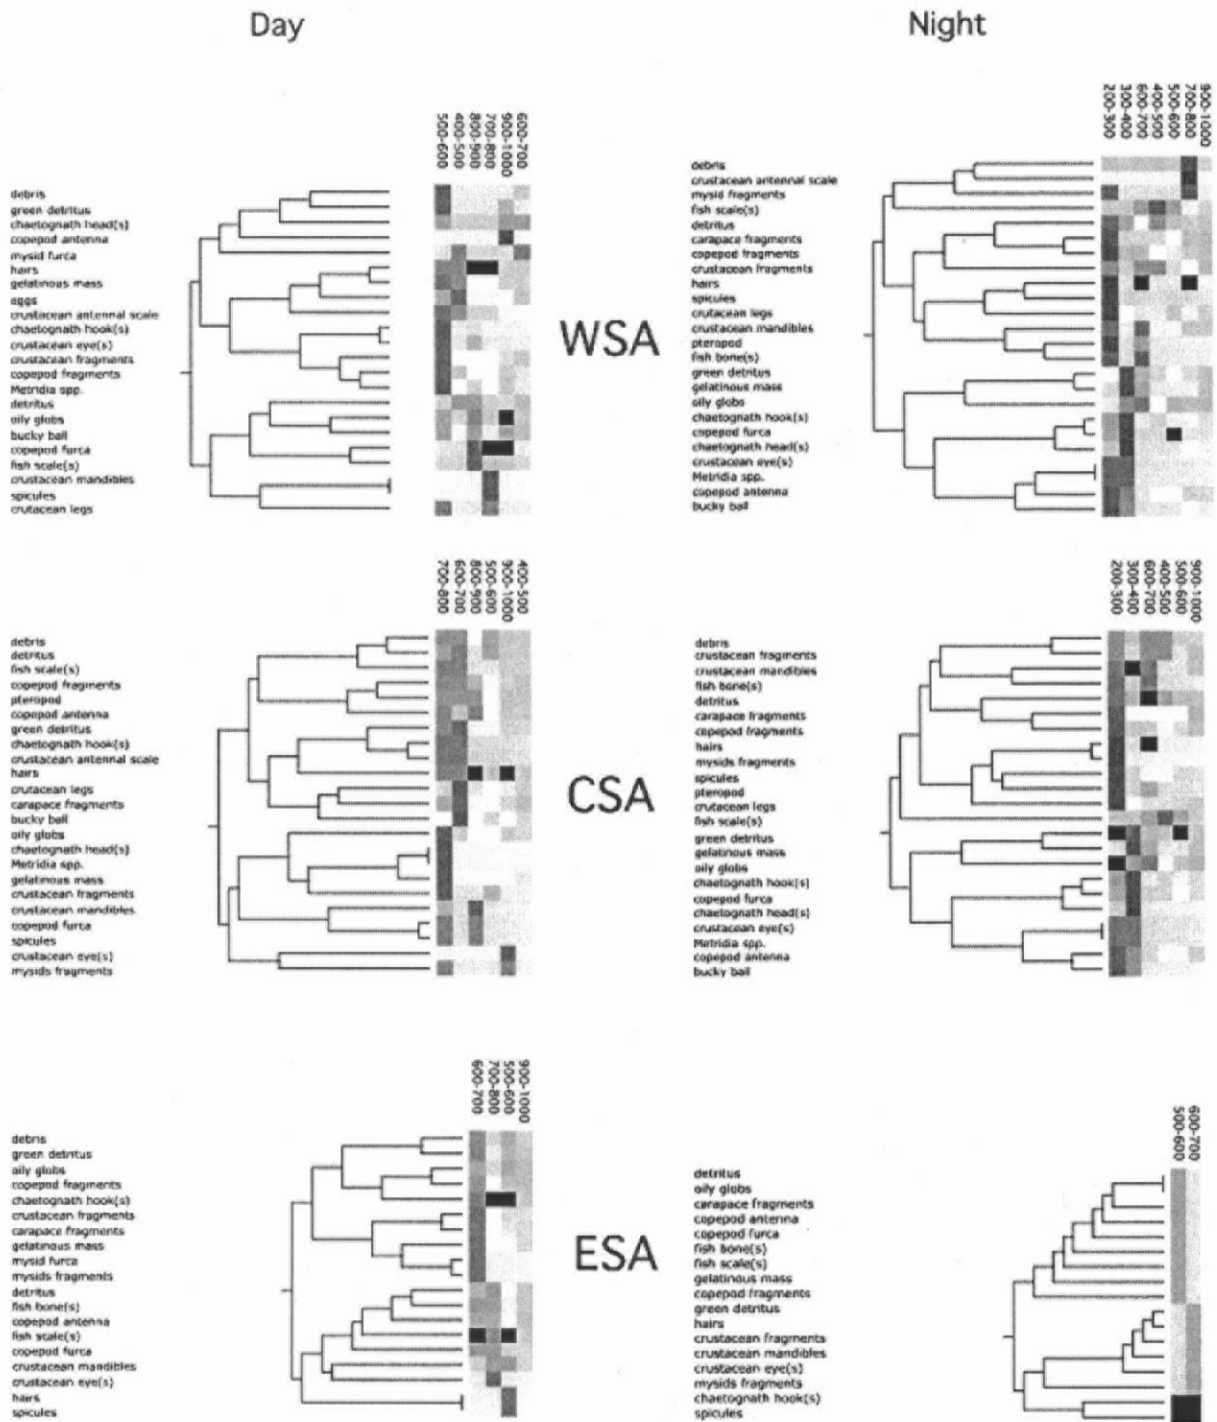 Day
Night
500-600
400-500
800-900
700-800
900-1000
600-700
debris
green detritus
chaetognath head(s)
copepod antenna
mysid furca
hairs
gelatinous mass
eggs
crustacean antennal scale
chaetognath hook(s)
crustacean eye(s)
crustacean fragments
copepod fragments
Metridia spp.
detritus
oily globs
bucky ball
copepod furca
fish scale(s)
crustacean mandibles
spicules
crutacean legs
WSA
200-300
300-400
600-700
400-500
500-600
700-800
900-1000
debris
crustacean antennal scale
mysid fragments
fish scale(s)
detritus
carapace fragments
copepod fragments
crustacean fragments
hairs
spicules
crutacean legs
crustacean mandibles
pteropod
fish bone(s)
green detritus
gelatinous mass
oily globs
chaetognath hook(s)
copepod furca
chaetognath head(s)
crustacean eye(s)
Metridia spp.
copepod antenna
bucky ball
700-800
600-700
800-900
500-600
900-1000
400-500
debris
detritus
fish scale(s)
copepod fragments
pteropod
copepod antenna
green detritus
chaetognath hook(s)
crustacean antennal scale
hairs
crutacean legs
carapace fragments
bucky ball
oily globs
chaetognath head(s)
Metridia spp.
gelatinous mass
crustacean fragments
crustacean mandibles
copepod furca
spicules
crustacean eye(s)
mysids fragments
CSA
200-300
300-400
600-700
400-500
500-600
900-1000
debris
crustacean fragments
crustacean mandibles
fish bone(s)
detritus
carapace fragments
copepod fragments
hairs
mysids fragments
spicules
pteropod
crutacean legs
fish scale(s)
green detritus
gelatinous mass
oily globs
chaetognath hook(s)
copepod furca
chaetognath head(s)
crustacean eye(s)
Metridia spp.
copepod antenna
bucky ball
600-700
700-800
500-600
900-1000
debris
green detritus
oily globs
copepod fragments
chaetognath hook(s)
crustacean fragments
carapace fragments
gelatinous mass
mysid furca
mysids fragments
detritus
fish bone(s)
copepod antenna
fish scale(s)
copepod furca
crustacean mandibles
crustacean eye(s)
hairs
spicules
ESA
500-600
600-700
detritus
oily globs
carapace fragments
copepod antenna
copepod furca
fish bone(s)
fish scale(s)
gelatinous mass
copepod fragments
green detritus
hairs
crustacean fragments
crustacean mandibles
crustacean eye(s)
mysids fragments
chaetognath hook(s)
spicules